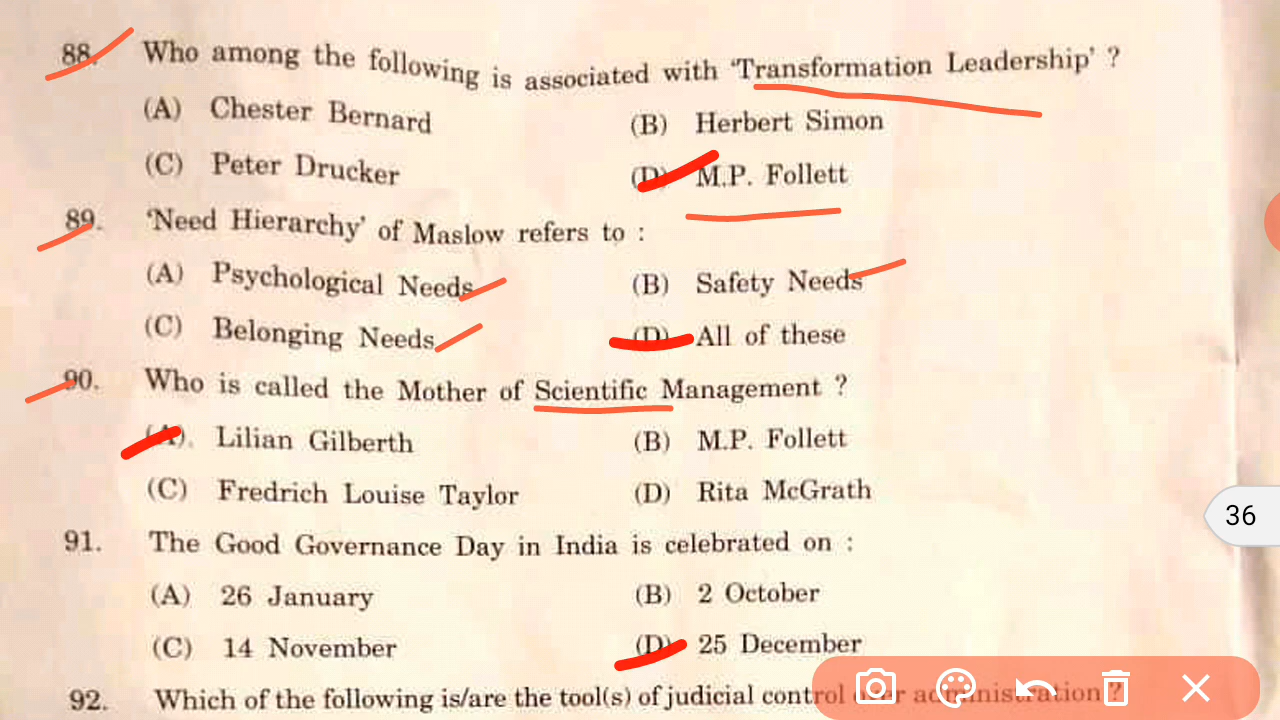 88. Who among the following is associated with 'Transformation Leadership' ?
(A) Chester Bernard (B) Herbert Simon
(C) Peter Drucker (D) M.P. Follett
89. 'Need Hierarchy' of Maslow refers to :
(A) Psychological Needs (B) Safety Needs
(C) Belonging Needs (D) All of these
90. Who is called the Mother of Scientific Management ?
(A) Lilian Gilberth (B) M.P. Follett
(C) Fredrich Louise Taylor (D) Rita McGrath
36
91. The Good Governance Day in India is celebrated on :
(A) 26 January (B) 2 October
(C) 14 November (D) 25 December
92. Which of the following is/are the tool(s) of judicial control over administration ?